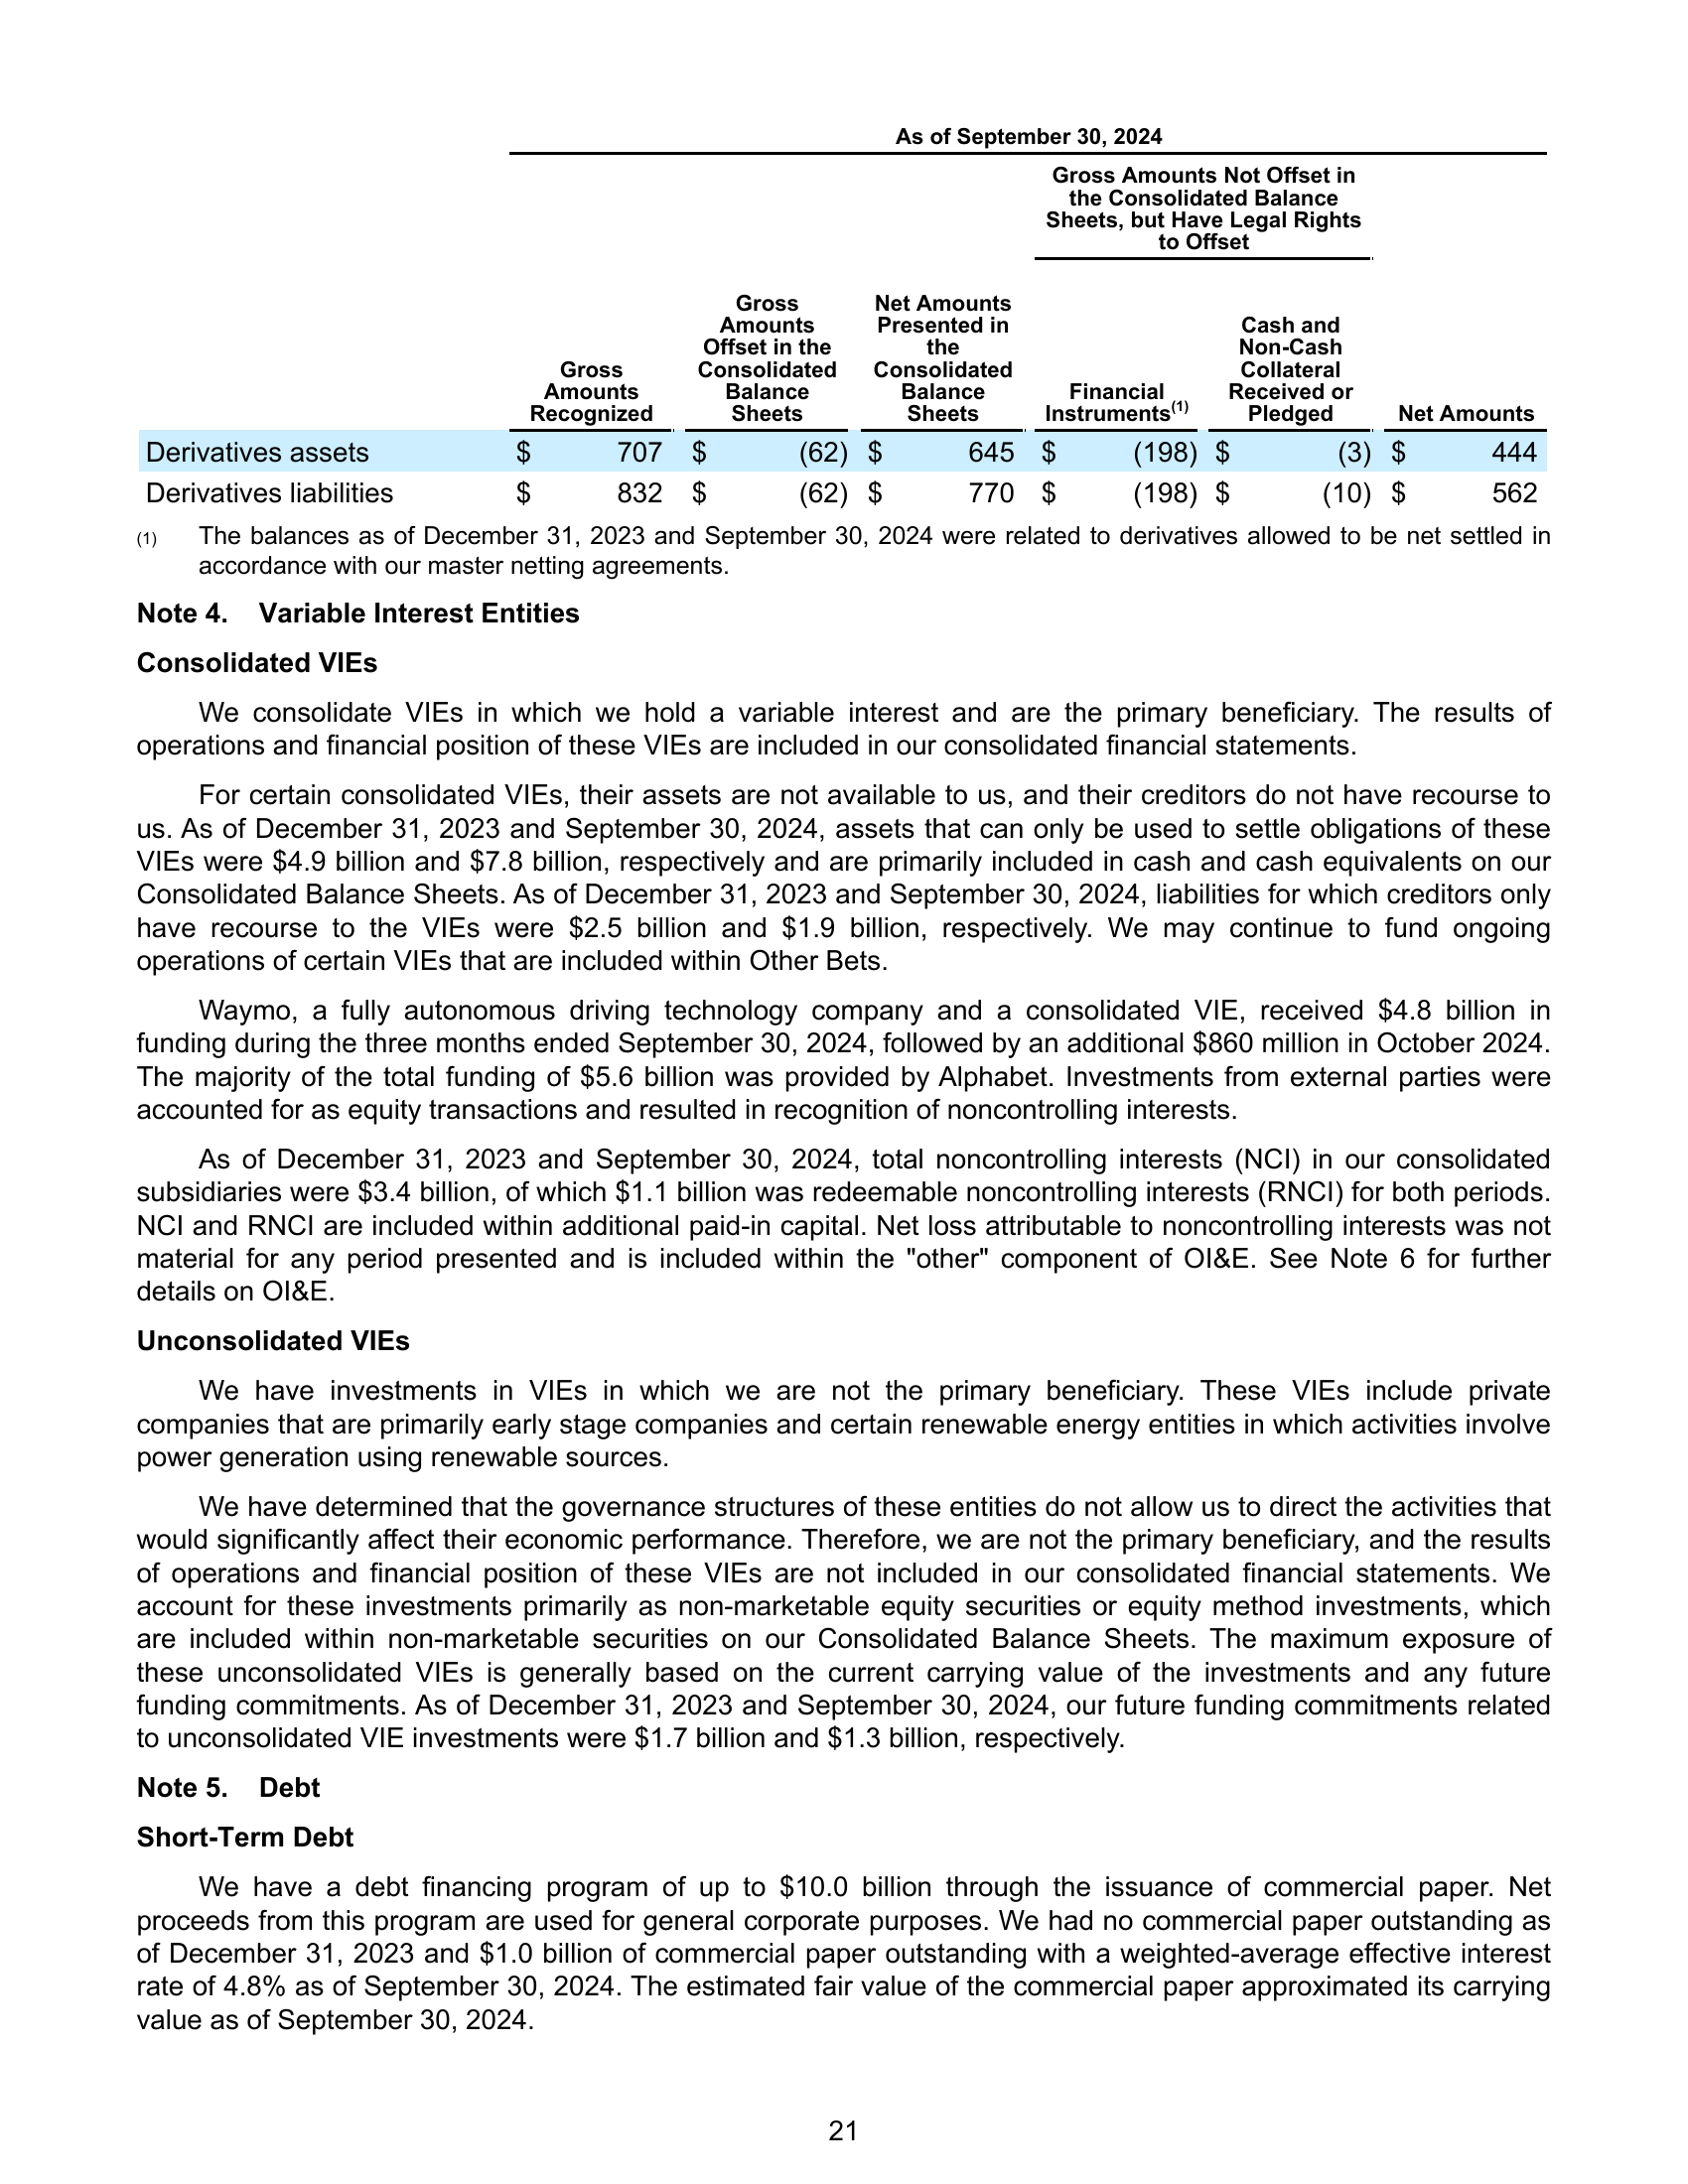 As of September 30, 2024
Gross Amounts Not Offset in
the Consolidated Balance
Sheets, but Have Legal Rights
to Offset
Gross
Amounts
Recognized
Gross
Amounts
Offset in the
Consolidated
Balance
Sheets
Net Amounts
Presented in
the
Consolidated
Balance
Sheets
Financial
Instruments(1)
Cash and
Non-Cash
Collateral
Received or
Pledged
Net Amounts
Derivatives assets $ 707 $ (62) $ 645 $ (198) $ (3) $ 444
Derivatives liabilities $ 832 $ (62) $ 770 $ (198) $ (10) $ 562
(1) The balances as of December 31, 2023 and September 30, 2024 were related to derivatives allowed to be net settled in
accordance with our master netting agreements.
Note 4. Variable Interest Entities
Consolidated VIEs
We consolidate VIEs in which we hold a variable interest and are the primary beneficiary. The results of
operations and financial position of these VIEs are included in our consolidated financial statements.
For certain consolidated VIEs, their assets are not available to us, and their creditors do not have recourse to
us. As of December 31, 2023 and September 30, 2024, assets that can only be used to settle obligations of these
VIEs were $4.9 billion and $7.8 billion, respectively and are primarily included in cash and cash equivalents on our
Consolidated Balance Sheets. As of December 31, 2023 and September 30, 2024, liabilities for which creditors only
have recourse to the VIEs were $2.5 billion and $1.9 billion, respectively. We may continue to fund ongoing
operations of certain VIEs that are included within Other Bets.
Waymo, a fully autonomous driving technology company and a consolidated VIE, received $4.8 billion in
funding during the three months ended September 30, 2024, followed by an additional $860 million in October 2024.
The majority of the total funding of $5.6 billion was provided by Alphabet. Investments from external parties were
accounted for as equity transactions and resulted in recognition of noncontrolling interests.
As of December 31, 2023 and September 30, 2024, total noncontrolling interests (NCI) in our consolidated
subsidiaries were $3.4 billion, of which $1.1 billion was redeemable noncontrolling interests (RNCI) for both periods.
NCI and RNCI are included within additional paid-in capital. Net loss attributable to noncontrolling interests was not
material for any period presented and is included within the "other" component of OI&E. See Note 6 for further
details on OI&E.
Unconsolidated VIEs
We have investments in VIEs in which we are not the primary beneficiary. These VIEs include private
companies that are primarily early stage companies and certain renewable energy entities in which activities involve
power generation using renewable sources.
We have determined that the governance structures of these entities do not allow us to direct the activities that
would significantly affect their economic performance. Therefore, we are not the primary beneficiary, and the results
of operations and financial position of these VIEs are not included in our consolidated financial statements. We
account for these investments primarily as non-marketable equity securities or equity method investments, which
are included within non-marketable securities on our Consolidated Balance Sheets. The maximum exposure of
these unconsolidated VIEs is generally based on the current carrying value of the investments and any future
funding commitments. As of December 31, 2023 and September 30, 2024, our future funding commitments related
to unconsolidated VIE investments were $1.7 billion and $1.3 billion, respectively.
Note 5. Debt
Short-Term Debt
We have a debt financing program of up to $10.0 billion through the issuance of commercial paper. Net
proceeds from this program are used for general corporate purposes. We had no commercial paper outstanding as
of December 31, 2023 and $1.0 billion of commercial paper outstanding with a weighted-average effective interest
rate of 4.8% as of September 30, 2024. The estimated fair value of the commercial paper approximated its carrying
value as of September 30, 2024.
21